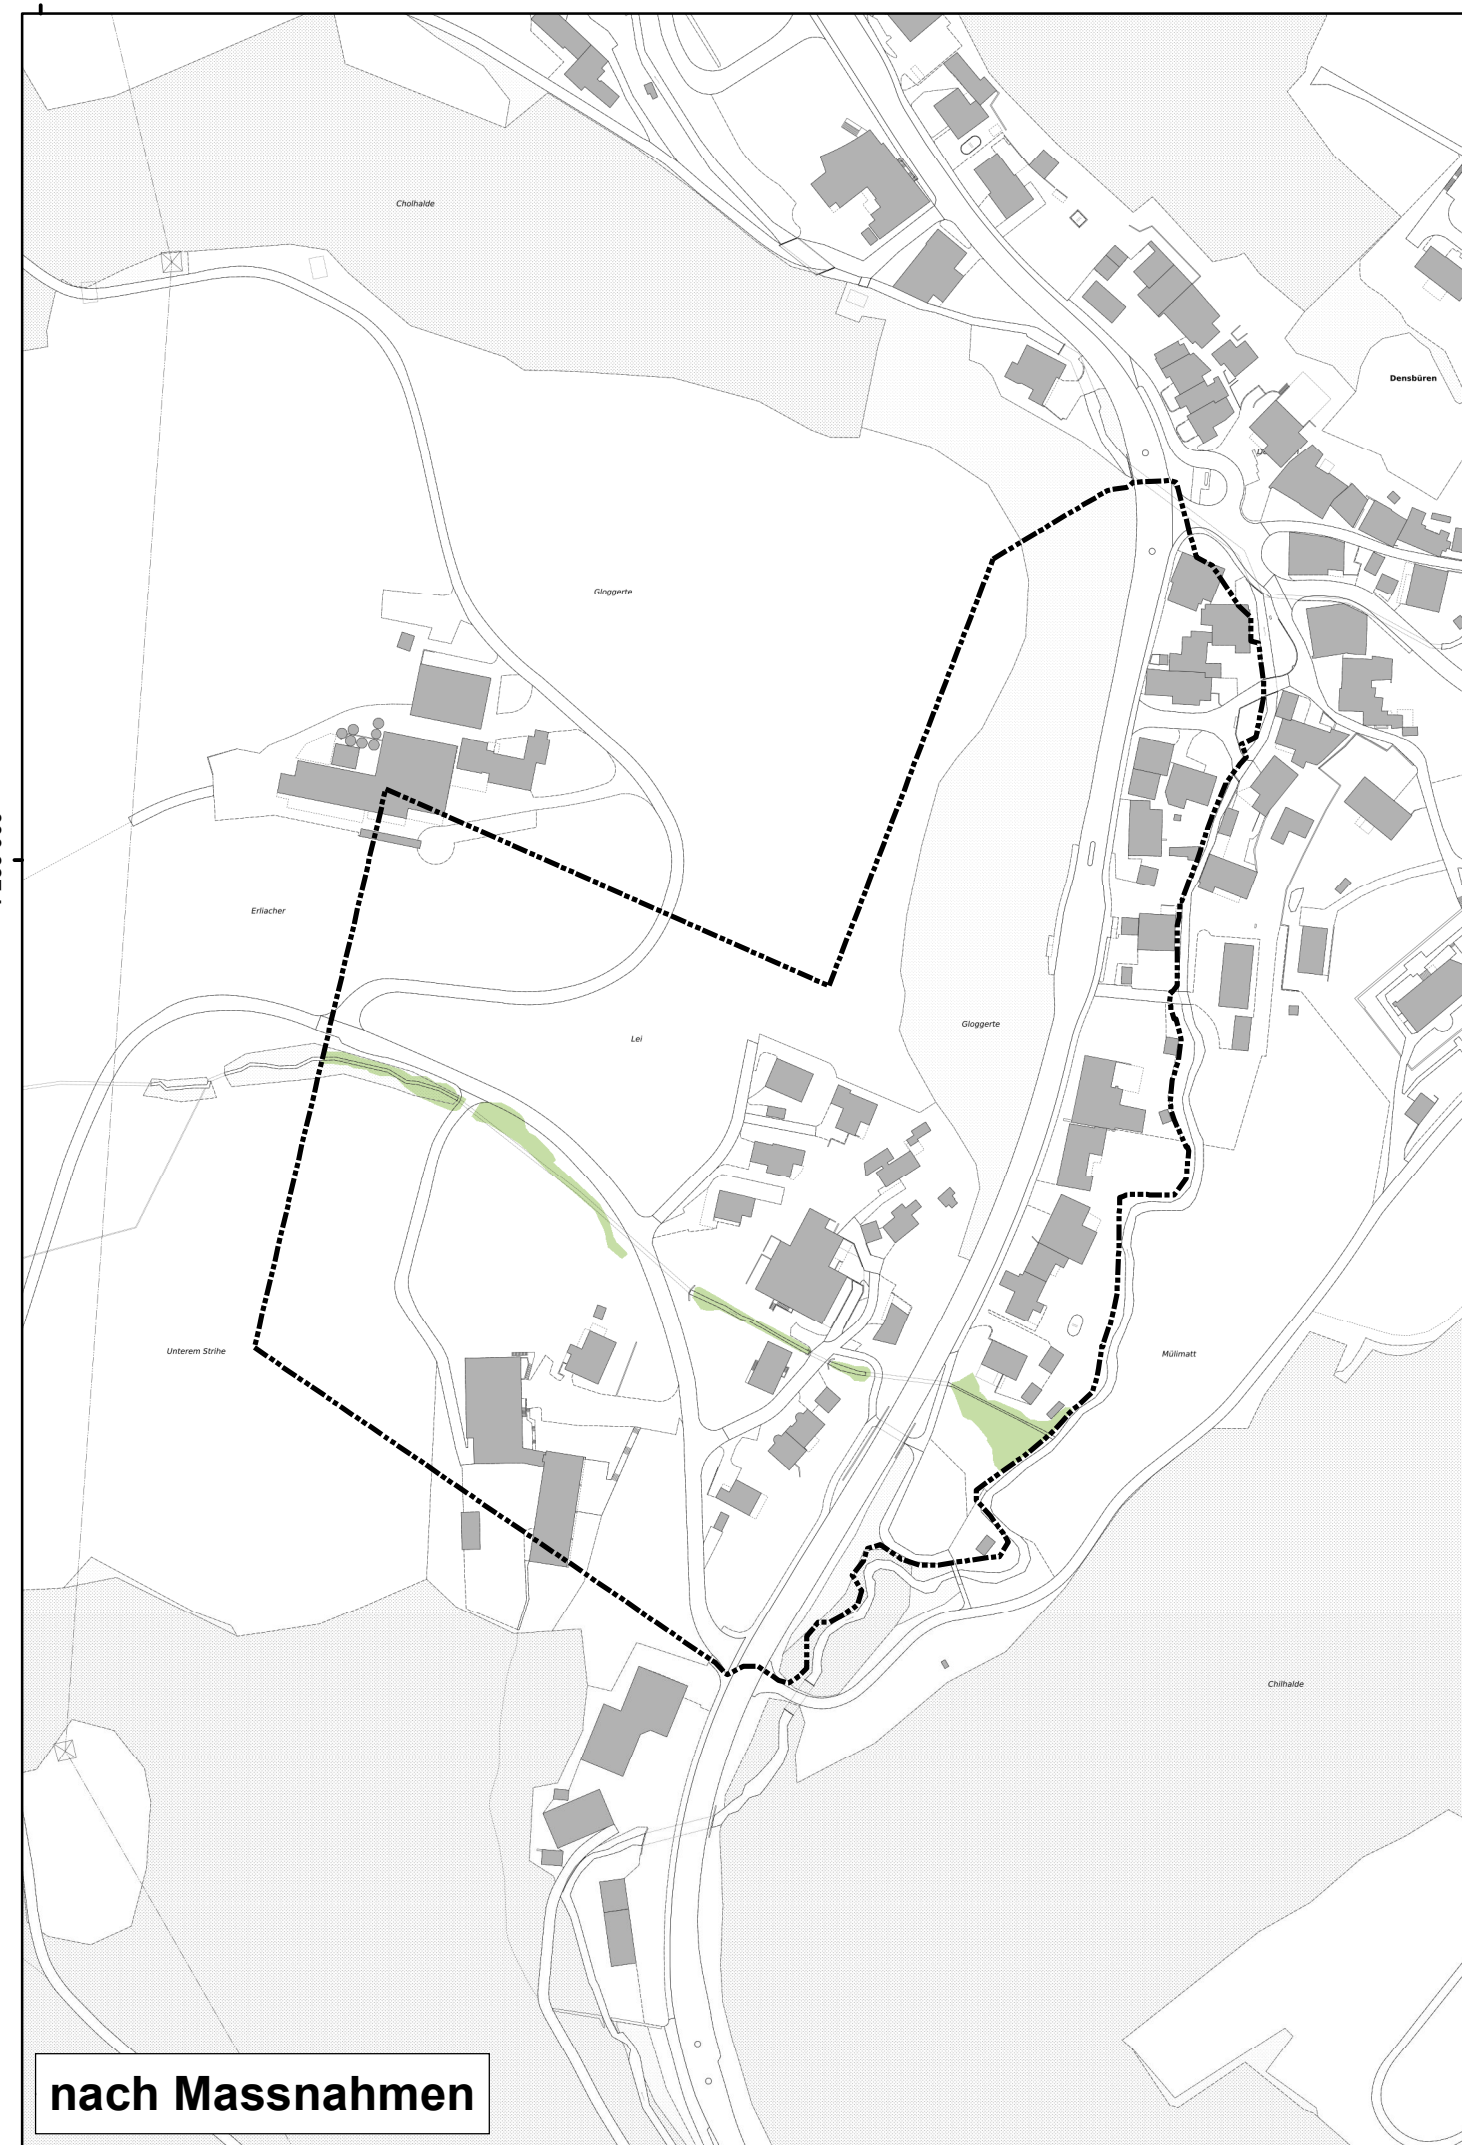 Cholhalde
Densbüren
Gloggerte
Erliacher
Lei
Gloggerte
Unterem Strihe
Mülimatt
Chilhalde
nach Massnahmen